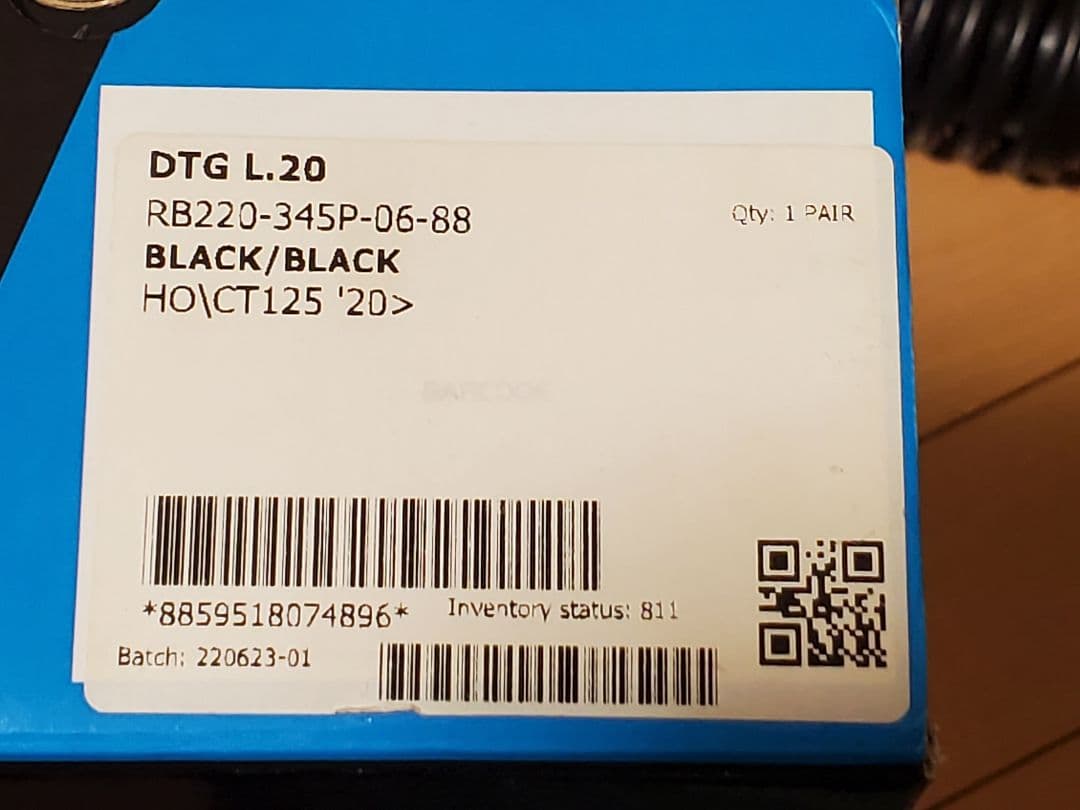 DTG L.20
RB220-345P-06-88
Qty: 1 PAIR
BLACK/BLACK
HO\CT125 '20>
BARCODE
*8859518074896*
Inventory status: 811
Batch: 220623-01